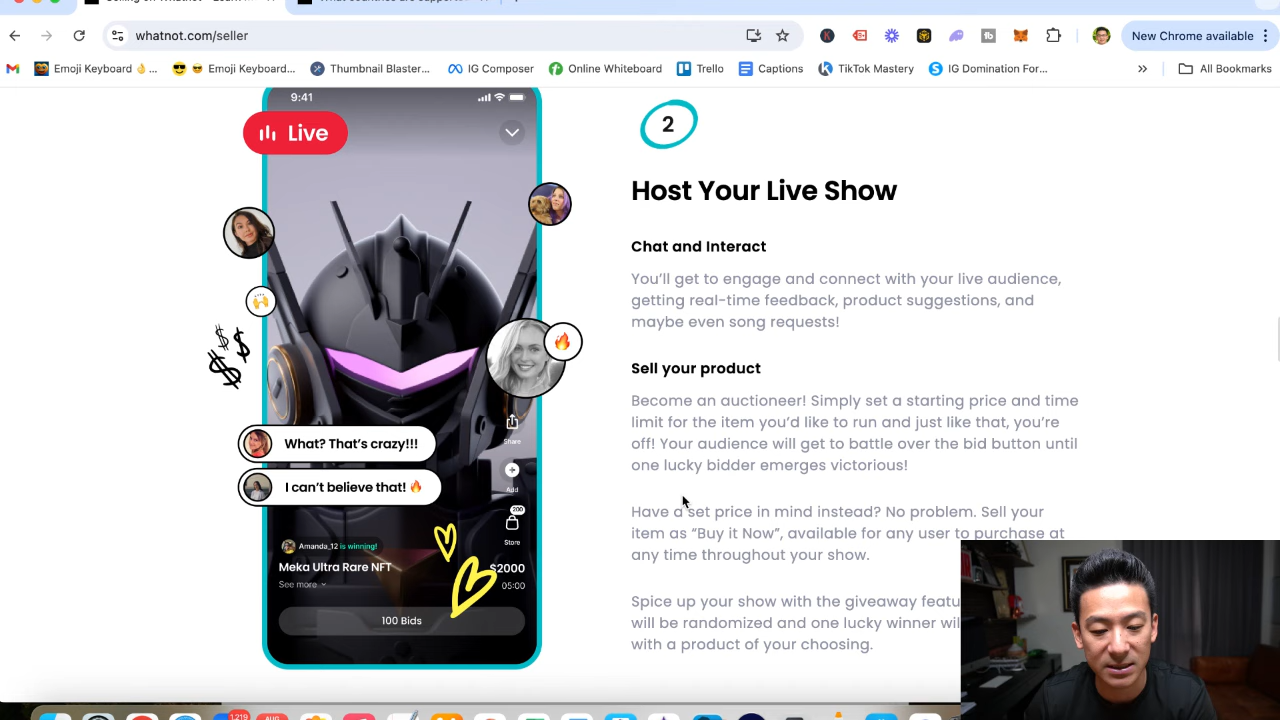 whatnot.com/seller
New Chrome available
Emoji Keyboard 👌...
Emoji Keyboard...
Thumbnail Blaster...
IG Composer
Online Whiteboard
Trello
Captions
TikTok Mastery
IG Domination For...
All Bookmarks
9:41
Live
What? That's crazy!!!
I can't believe that! 🔥
Share
Add
200
Store
Amanda_12 is winning!
Meka Ultra Rare NFT
$2000
See more
05:00
100 Bids
2
Host Your Live Show
Chat and Interact
You'll get to engage and connect with your live audience,
getting real-time feedback, product suggestions, and
maybe even song requests!
Sell your product
Become an auctioneer! Simply set a starting price and time
limit for the item you'd like to run and just like that, you're
off! Your audience will get to battle over the bid button until
one lucky bidder emerges victorious!
Have a set price in mind instead? No problem. Sell your
item as “Buy it Now”, available for any user to purchase at
any time throughout your show.
Spice up your show with the giveaway
will be randomized and one lucky winner
with a product of your choosing.
1,219
AUG